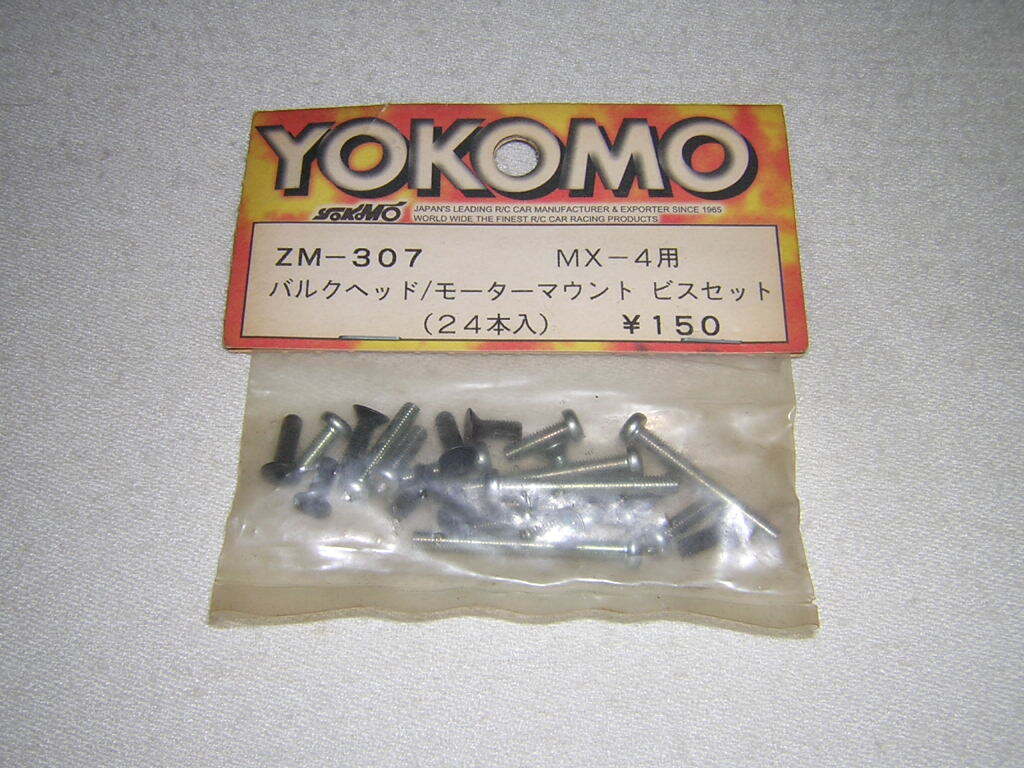 YOKOMO
YOKOMO JAPAN'S LEADING R/C CAR MANUFACTURER & EXPORTER SINCE 1965
WORLD WIDE THE FINEST R/C CAR RACING PRODUCTS
ZM-307 MX-4用
バルクヘッド/モーターマウント ビスセット
(24本入) ¥150